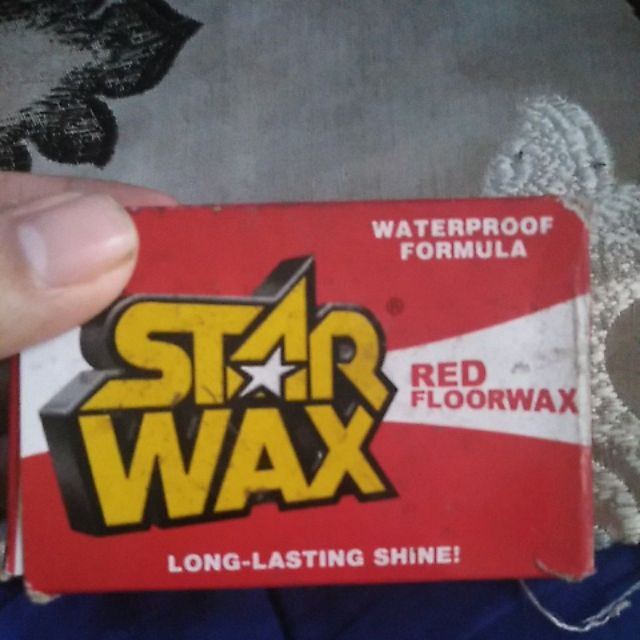 WATERPROOF
FORMULA
STAR
WAX
®
RED
FLOORWAX
LONG-LASTING SHINE!